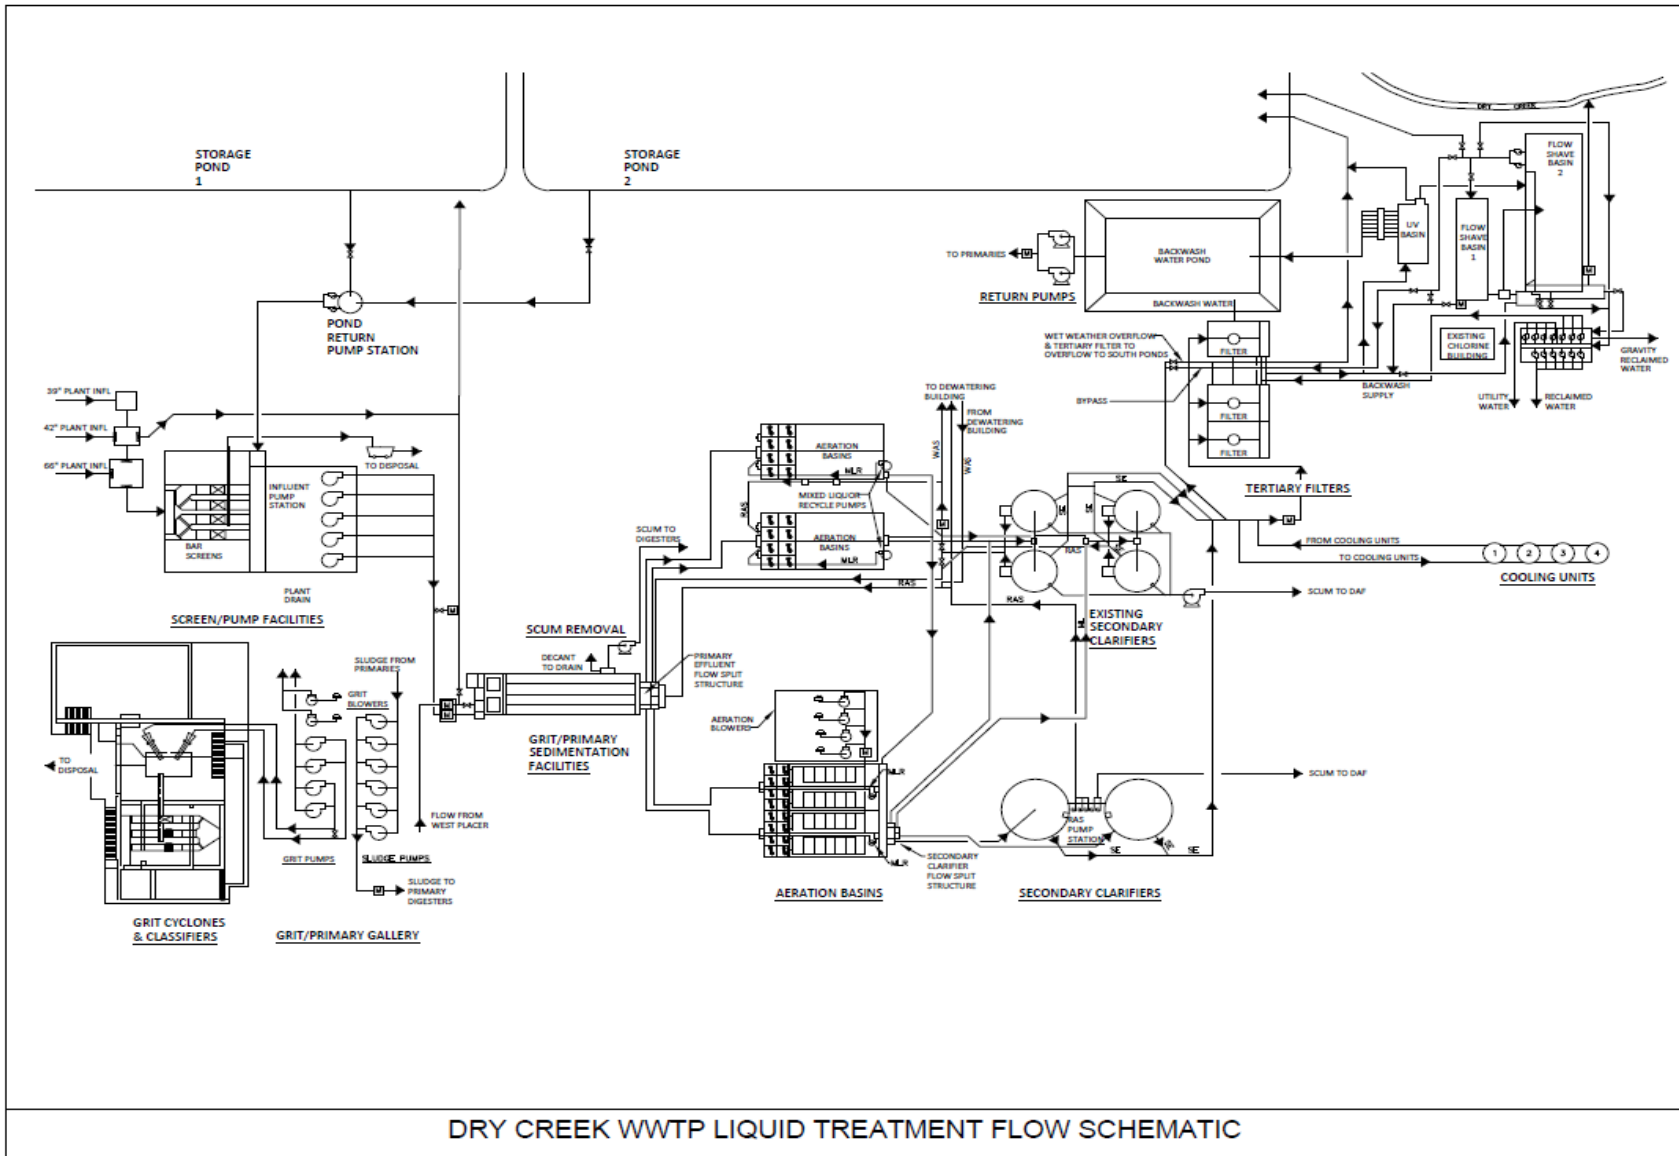 DRY CREEK
STORAGE
POND
1
STORAGE
POND
2
FLOW
SHAVE
BASIN
2
UV
BASIN
FLOW
SHAVE
BASIN
1
TO PRIMARIES
M
RETURN PUMPS
BACKWASH
WATER POND
BACKWASH WATER
M
M
POND
RETURN
PUMP STATION
WET WEATHER OVERFLOW
& TERTIARY FILTER TO
OVERFLOW TO SOUTH PONDS
FILTER
EXISTING
CHLORINE
BUILDING
GRAVITY
RECLAIMED
WATER
BYPASS
BACKWASH
SUPPLY
UTILITY
WATER
RECLAIMED
WATER
FILTER
FILTER
TERTIARY FILTERS
39" PLANT INFL
42" PLANT INFL
66" PLANT INFL
TO DISPOSAL
INFLUENT
PUMP
STATION
BAR
SCREENS
PLANT
DRAIN
SCREEN/PUMP FACILITIES
TO DEWATERING
BUILDING
FROM
DEWATERING
BUILDING
WAS
WAS
AERATION
BASINS
MLR
MIXED LIQUOR
RECYCLE PUMPS
RAS
AERATION
BASINS
MLR
SCUM TO
DIGESTERS
M
SE
SE
SE
RAS
RAS
RAS
M
FROM COOLING UNITS
TO COOLING UNITS
1
2
3
4
COOLING UNITS
SCUM TO DAF
EXISTING
SECONDARY
CLARIFIERS
ML
M
SCUM REMOVAL
DECANT
TO DRAIN
PRIMARY
EFFLUENT
FLOW SPLIT
STRUCTURE
M
M
GRIT/PRIMARY
SEDIMENTATION
FACILITIES
SLUDGE FROM
PRIMARIES
GRIT
BLOWERS
TO
DISPOSAL
FLOW FROM
WEST PLACER
GRIT PUMPS
SLUDGE PUMPS
M
SLUDGE TO
PRIMARY
DIGESTERS
GRIT CYCLONES
& CLASSIFIERS
GRIT/PRIMARY GALLERY
AERATION
BLOWERS
M
MLR
MLR
SECONDARY
CLARIFIER
FLOW SPLIT
STRUCTURE
AERATION BASINS
SCUM TO DAF
RAS
PUMP
STATION
SE
SE
SE
SECONDARY CLARIFIERS
DRY CREEK WWTP LIQUID TREATMENT FLOW SCHEMATIC